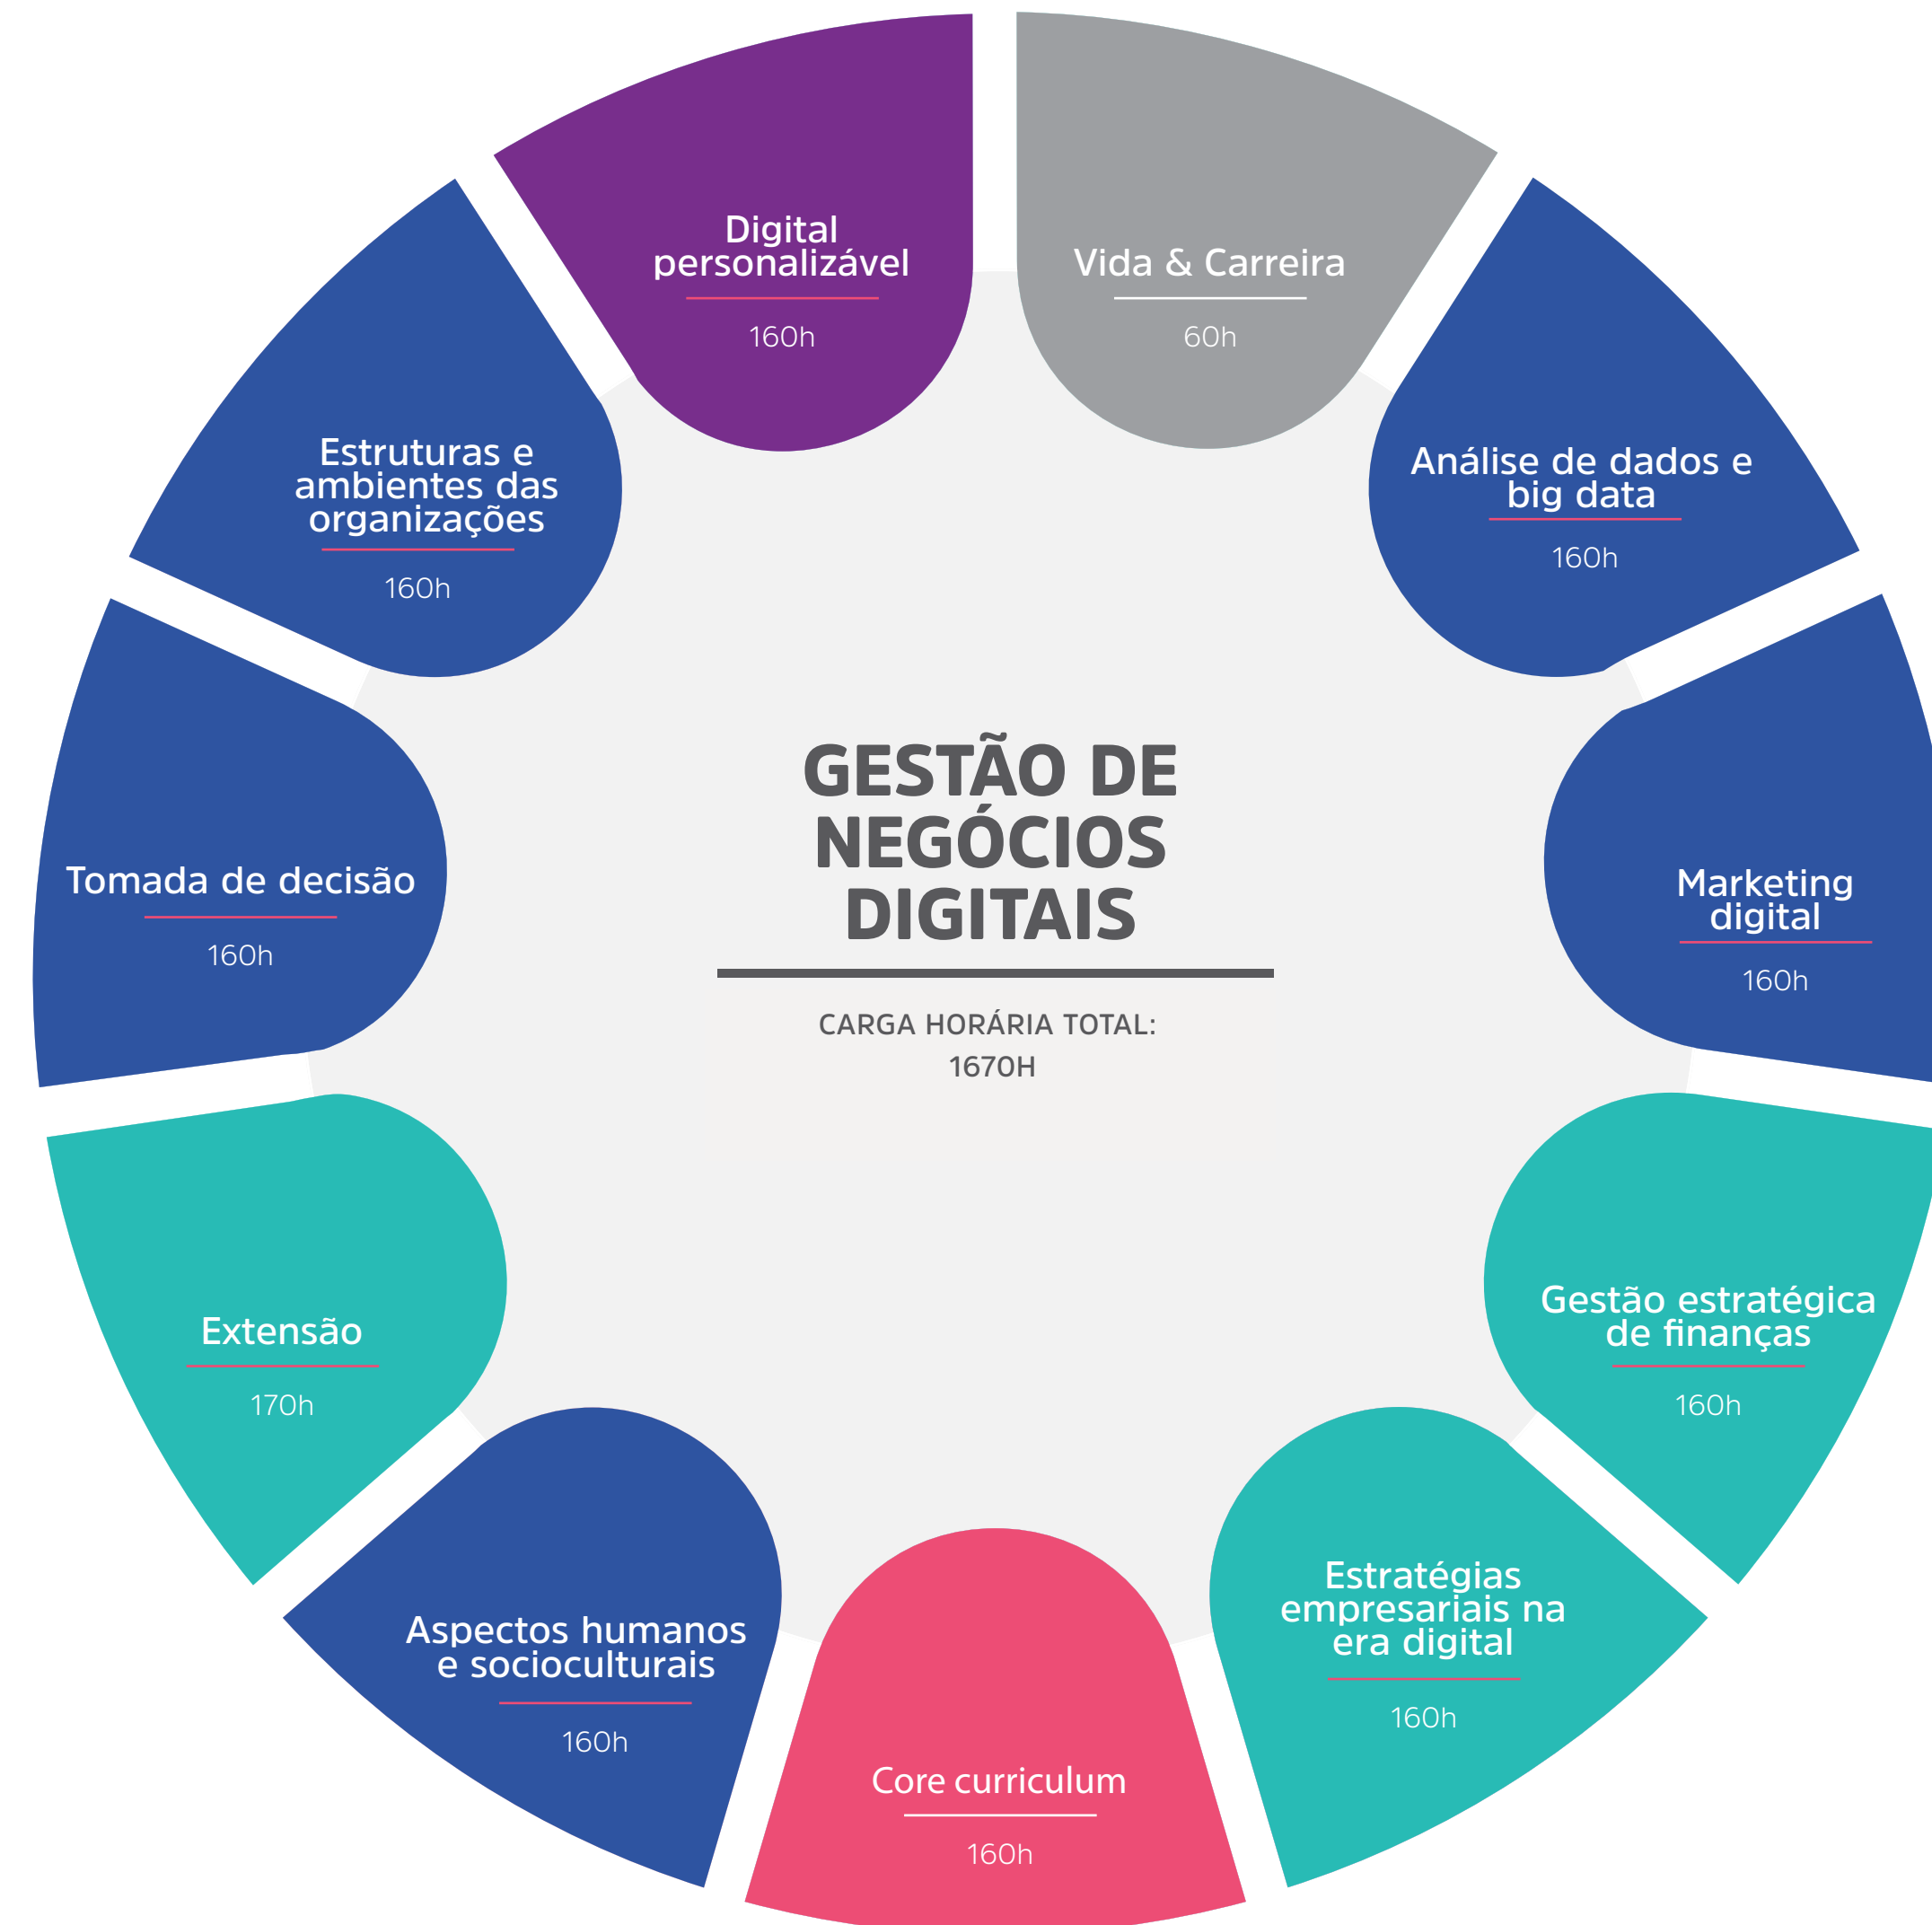 Digital
personalizável
160h
Vida & Carreira
60h
Estruturas e
ambientes das
organizações
160h
Análise de dados e
big data
160h
GESTÃO DE
NEGÓCIOS
DIGITAIS
CARGA HORÁRIA TOTAL:
1670H
Tomada de decisão
160h
Marketing
digital
160h
Extensão
170h
Gestão estratégica
de finanças
160h
Aspectos humanos
e socioculturais
160h
Estratégias
empresariais na
era digital
160h
Core curriculum
160h